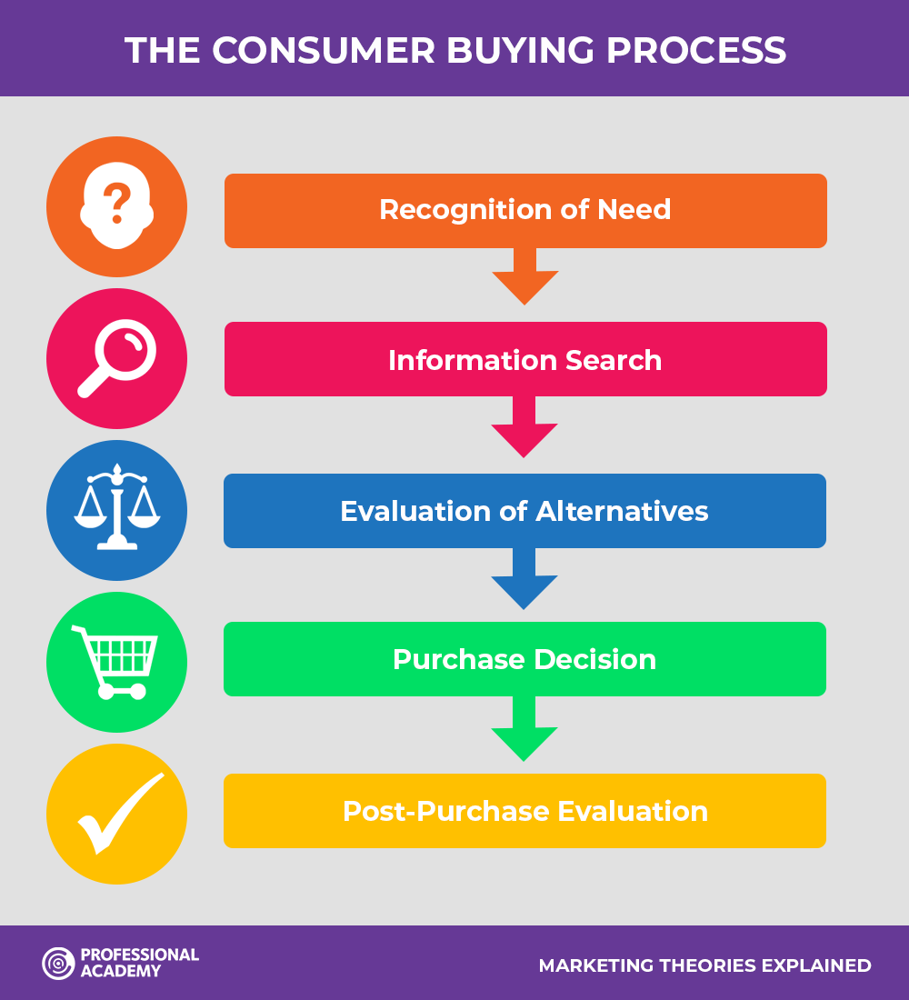 THE CONSUMER BUYING PROCESS
?
Recognition of Need
Information Search
Evaluation of Alternatives
Purchase Decision
Post-Purchase Evaluation
PROFESSIONAL
ACADEMY
MARKETING THEORIES EXPLAINED